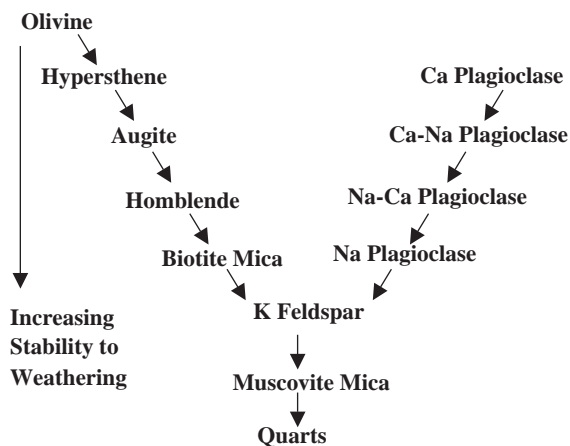 Olivine
Hypersthene
Ca Plagioclase
Augite
Ca-Na Plagioclase
Homblende
Na-Ca Plagioclase
Biotite Mica
Na Plagioclase
K Feldspar
Increasing
Stability to
Weathering
Muscovite Mica
Quarts